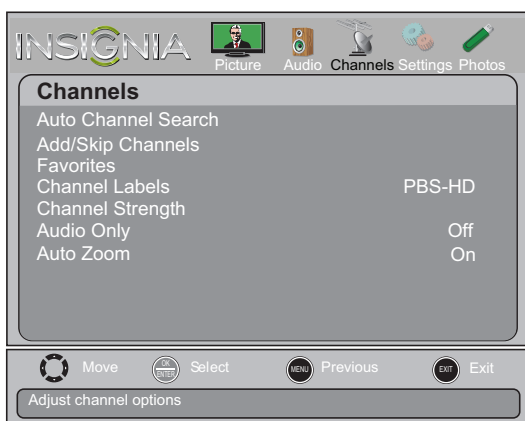 INSIGNIA
Picture Audio Channels Settings Photos
Channels
Auto Channel Search
Add/Skip Channels
Favorites
Channel Labels PBS-HD
Channel Strength
Audio Only Off
Auto Zoom On
Move OK ENTER Select MENU Previous EXIT Exit
Adjust channel options